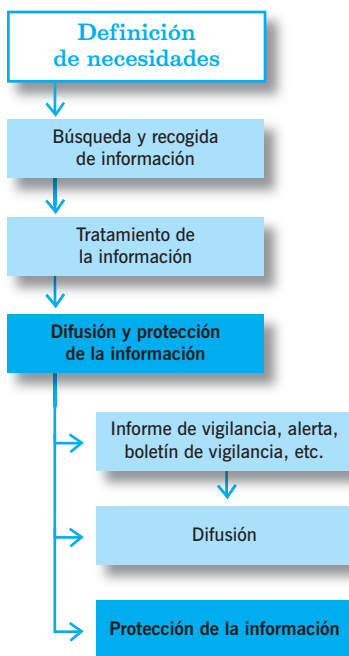 Definición
de necesidades
Búsqueda y recogida
de información
Tratamiento de
la información
Difusión y protección
de la información
Informe de vigilancia, alerta,
boletín de vigilancia, etc.
Difusión
Protección de la información